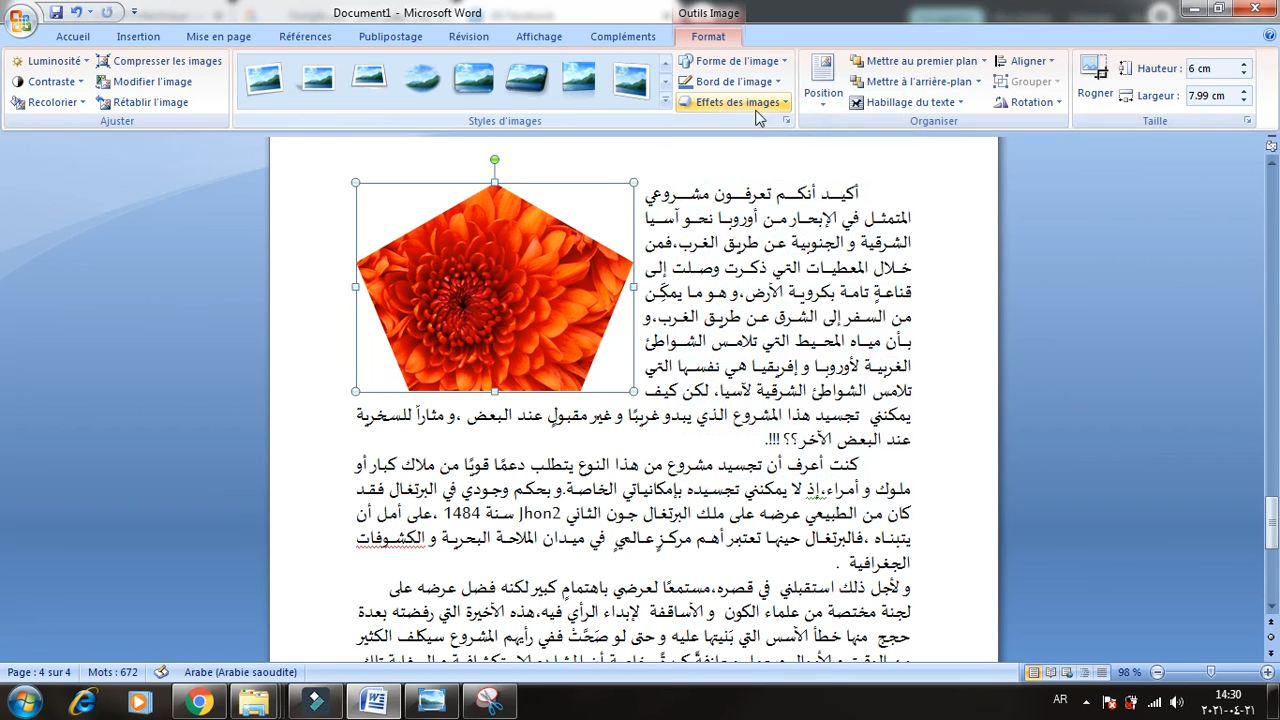 Document1 - Microsoft Word
Outils Image
Accueil
Insertion
Mise en page
Références
Publipostage
Révision
Affichage
Compléments
Format
Luminosité
Contraste
Recolorier
Compresser les images
Modifier l'image
Rétablir l'image
Ajuster
Styles d'images
Forme de l'image
Bord de l'image
Effets des images
Position
Mettre au premier plan
Mettre à l'arrière-plan
Habillage du texte
Aligner
Grouper
Rotation
Organiser
Rogner
Hauteur: 6 cm
Largeur: 7.99 cm
Taille
أكيد أنكم تعرفون مشروعي
المتمثل في الإبحار من أوروبا نحو آسيا
الشرقية و الجنوبية عن طريق الغرب،فمن
خلال المعطيات التي ذكرت وصلت إلى
قناعةٍ تامة بكروية الأرض،و هو ما يمكِّن
من السفر إلى الشرق عن طريق الغرب،و
بأن مياه المحيط التي تلامس الشواطئ
الغربية لأوروبا و إفريقيا هي نفسها التي
تلامس الشواطئ الشرقية لآسيا، لكن كيف
يمكنني تجسيد هذا المشروع الذي يبدو غريبًا و غير مقبولٍ عند البعض ،و مثاراً للسخرية
عند البعض الآخر؟؟ !!!.
كنت أعرف أن تجسيد مشروع من هذا النوع يتطلب دعمًا قويًا من ملاك كبار أو
ملوك و أمراء،إذ لا يمكنني تجسيده بإمكانياتي الخاصة.و بحكم وجودي في البرتغال فقد
كان من الطبيعي عرضه على ملك البرتغال جون الثاني Jhon2 سنة 1484 ،على أمل أن
يتبناه ،فالبرتغال حينها تعتبر أهم مركزٍ عالميٍ في ميدان الملاحة البحرية و الكشوفات
الجغرافية .
و لأجل ذلك استقبلني في قصره،مستمعًا لعرضي باهتمامٍ كبير لكنه فضل عرضه على
لجنة مختصة من علماء الكون و الأساقفة لإبداء الرأي فيه،هذه الأخيرة التي رفضته بعدة
حجج منها خطأ الأسس التي بَنيتها عليه و حتى لو صَحَّتْ ففي رأيهم المشروع سيكلف الكثير
Page : 4 sur 4
Mots : 672
Arabe (Arabie saoudite)
98 %
AR
14:30
٢٠٢١-٠٤-٢١